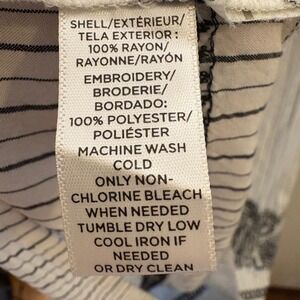 SHELL/EXTÉRIEUR/
TELA EXTERIOR:
100% RAYON/
RAYONNE/RAYÓN
EMBROIDERY/
BRODERIE/
BORDADO:
100% POLYESTER/
POLIÉSTER
MACHINE WASH
COLD
ONLY NON-
CHLORINE BLEACH
WHEN NEEDED
TUMBLE DRY LOW
COOL IRON IF
NEEDED
OR DRY CLEAN